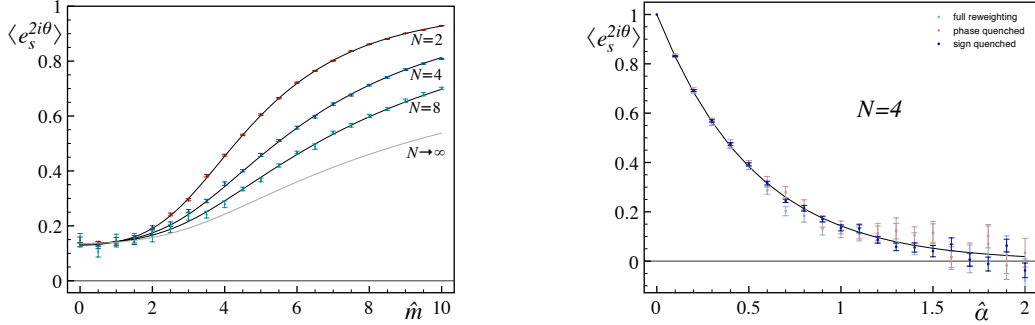 ⟨e_s^{2iθ}⟩
1
0.8
0.6
0.4
0.2
0
0
2
4
6
8
10
m̂
N=2
N=4
N=8
N→∞
⟨e_s^{2iθ}⟩
1
0.8
0.6
0.4
0.2
0
0
0.5
1
1.5
2
α̂
full reweighting
phase quenched
sign quenched
N=4